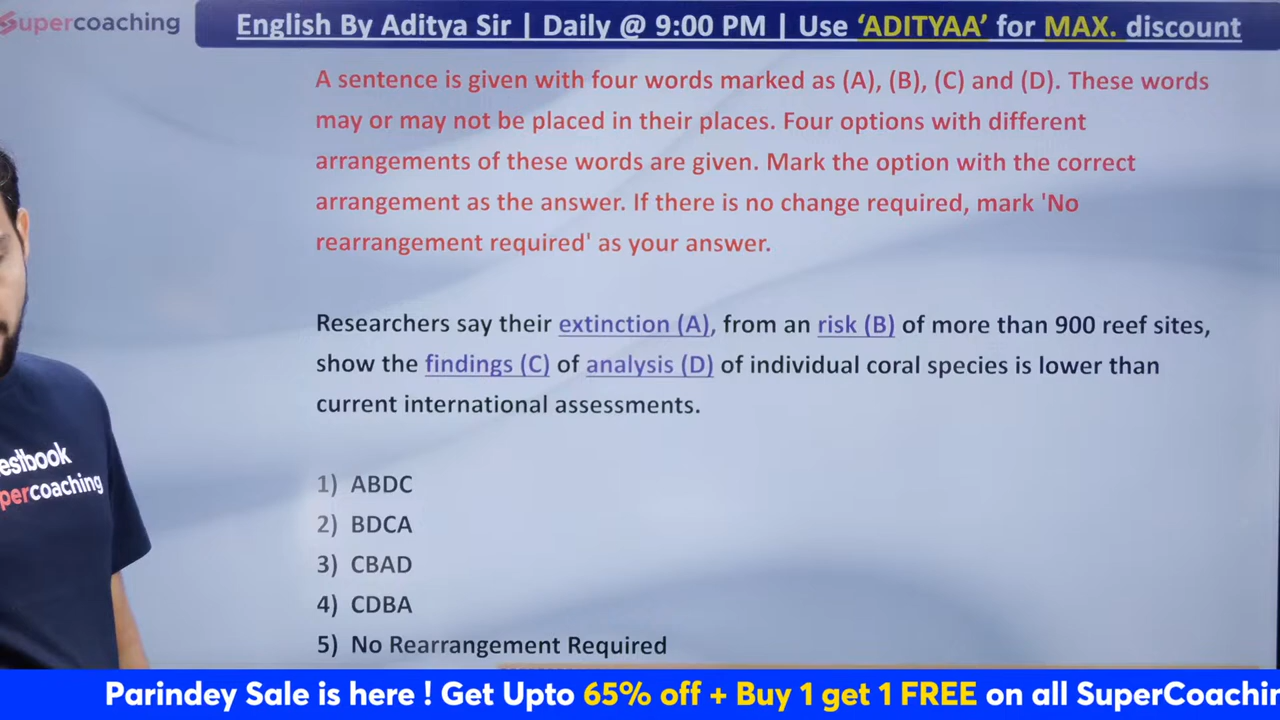 Supercoaching
English By Aditya Sir | Daily @ 9:00 PM | Use ‘ADITYAA’ for MAX. discount
A sentence is given with four words marked as (A), (B), (C) and (D). These words
may or may not be placed in their places. Four options with different
arrangements of these words are given. Mark the option with the correct
arrangement as the answer. If there is no change required, mark 'No
rearrangement required' as your answer.
Researchers say their extinction (A), from an risk (B) of more than 900 reef sites,
show the findings (C) of analysis (D) of individual coral species is lower than
current international assessments.
1) ABDC
2) BDCA
3) CBAD
4) CDBA
5) No Rearrangement Required
estbook
percoaching
Parindey Sale is here ! Get Upto 65% off + Buy 1 get 1 FREE on all SuperCoachin